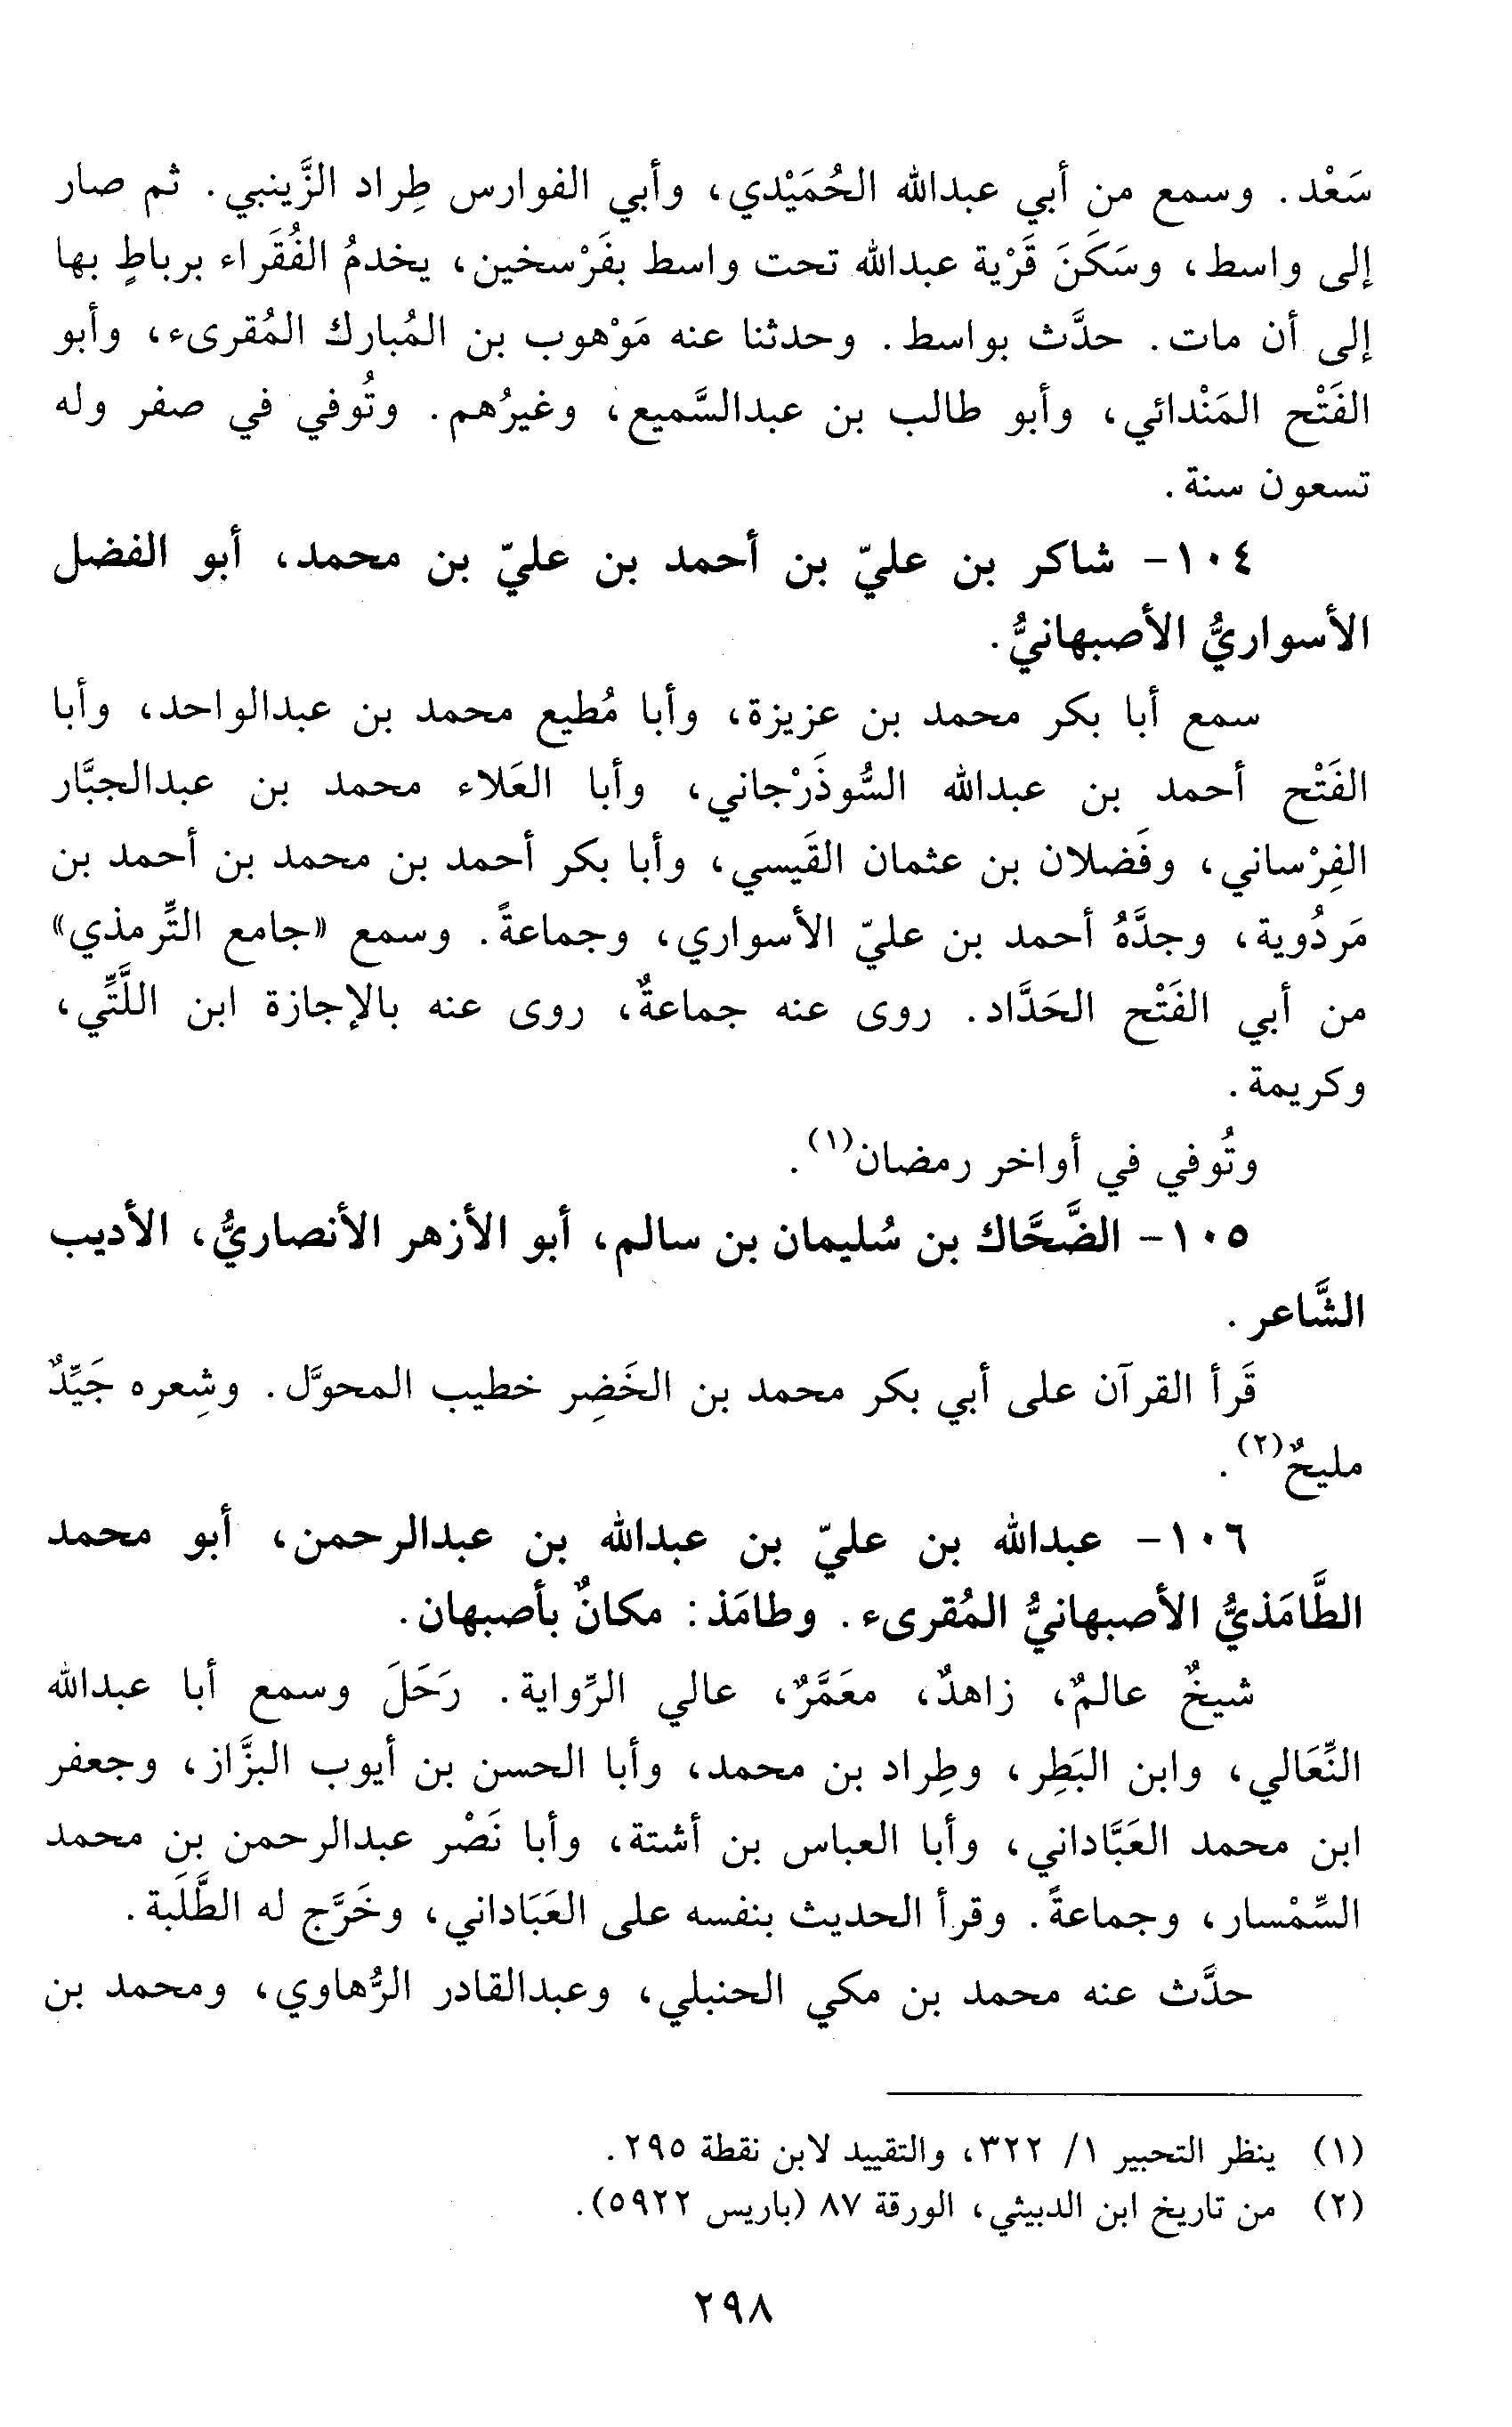 سَعْد. وسمع من أبي عبدالله الحُمَيْدي، وأبي الفوارس طِراد الزَّينبي. ثم صار
إلى واسط، وسَكَنَ قَرْية عبدالله تحت واسط بفَرْسخين، يخدمُ الفُقَراء برباطٍ بها
إلى أن مات. حدَّث بواسط. وحدثنا عنه مَوْهوب بن المُبارك المُقرىء، وأبو
الفَتْح المَنْدائي، وأبو طالب بن عبدالسَّميع، وغيرُهم. وتُوفي في صفر وله
تسعون سنة.
١٠٤- شاكر بن عليّ بن أحمد بن عليّ بن محمد، أبو الفضل
الأسواريُّ الأصبهانيُّ.
سمع أبا بكر محمد بن عزيزة، وأبا مُطيع محمد بن عبدالواحد، وأبا
الفَتْح أحمد بن عبدالله السُّوذَرْجاني، وأبا العَلاء محمد بن عبدالجبَّار
الفِرْساني، وفَضلان بن عثمان القَيسي، وأبا بكر أحمد بن محمد بن أحمد بن
مَردُوية، وجدَّهُ أحمد بن عليّ الأسواري، وجماعةً. وسمع «جامع التِّرمذي»
من أبي الفَتْح الحَدَّاد. روى عنه جماعةٌ، روى عنه بالإجازة ابن اللَّتِّي،
وكريمة.
وتُوفي في أواخر رمضان(١).
١٠٥- الضَّحَّاك بن سُليمان بن سالم، أبو الأزهر الأنصاريُّ، الأديب
الشَّاعر.
قَرأ القرآن على أبي بكر محمد بن الخَضِر خطيب المحوَّل. وشِعره جَيِّدٌ
مليحٌ(٢).
١٠٦- عبدالله بن عليّ بن عبدالله بن عبدالرحمن، أبو محمد
الطَّامَذيُّ الأصبهانيُّ المُقرىء. وطامَذ: مكانٌ بأصبهان.
شيخٌ عالمٌ، زاهدٌ، معَمَّرٌ، عالي الرِّواية. رَحَلَ وسمع أبا عبدالله
النِّعَالي، وابن البَطِر، وطِراد بن محمد، وأبا الحسن بن أيوب البزَّاز، وجعفر
ابن محمد العَبَّاداني، وأبا العباس بن أشتة، وأبا نَصْر عبدالرحمن بن محمد
السِّمْسار، وجماعةً. وقرأ الحديث بنفسه على العَبَاداني، وخَرَّج له الطَّلَبة.
حدَّث عنه محمد بن مكي الحنبلي، وعبدالقادر الرُّهاوي، ومحمد بن
(١) ينظر التحبير ١/ ٣٢٢، والتقييد لابن نقطة ٢٩٥.
(٢) من تاريخ ابن الدبيثي، الورقة ٨٧ (باريس ٥٩٢٢).
٢٩٨